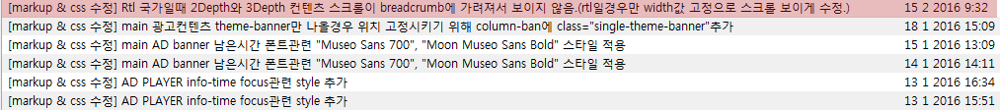 [markup & css 수정] Rtl 국가일때 2Depth와 3Depth 컨텐츠 스크롤이 breadcrumb에 가려져서 보이지 않음.(rtl일경우만 width값 고정으로 스크롤 보이게 수정.) 15 2 2016 9:32
[markup & css 수정] main 광고컨텐츠 theme-banner만 나올경우 위치 고정시키기 위해 column-ban에 class="single-theme-banner"추가 18 1 2016 15:09
[markup & css 수정] main AD banner 남은시간 폰트관련 "Museo Sans 700", "Moon Museo Sans Bold" 스타일 적용 15 1 2016 13:09
[markup & css 수정] main AD banner 남은시간 폰트관련 "Museo Sans 700", "Moon Museo Sans Bold" 스타일 적용 14 1 2016 14:11
[markup & css 수정] AD PLAYER info-time focus관련 style 추가 13 1 2016 16:34
[markup & css 수정] AD PLAYER info-time focus관련 style 추가 13 1 2016 15:51